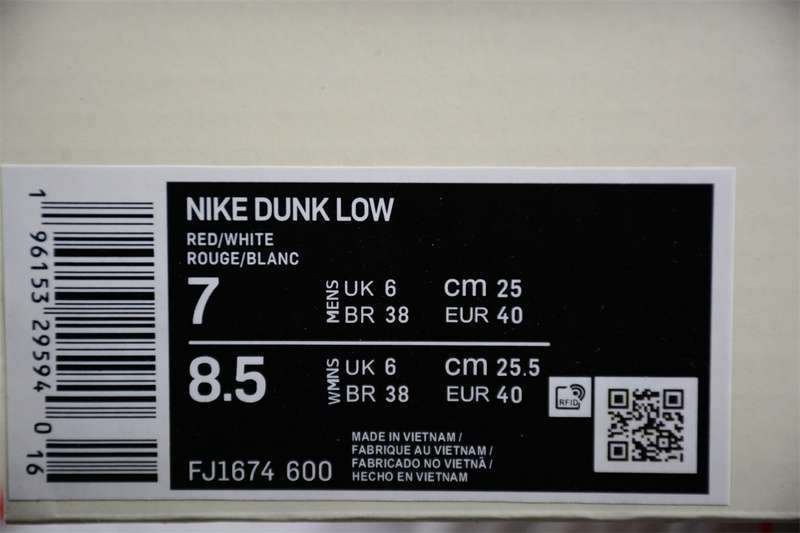 1 96153 29594 0 16
NIKE DUNK LOW
RED/WHITE
ROUGE/BLANC
7 MENS UK 6 cm 25
BR 38 EUR 40
8.5 WMNS UK 6 cm 25.5
BR 38 EUR 40
RFID
FJ1674 600
MADE IN VIETNAM /
FABRIQUE AU VIETNAM /
FABRICADO NO VIETNÃ /
HECHO EN VIETNAM